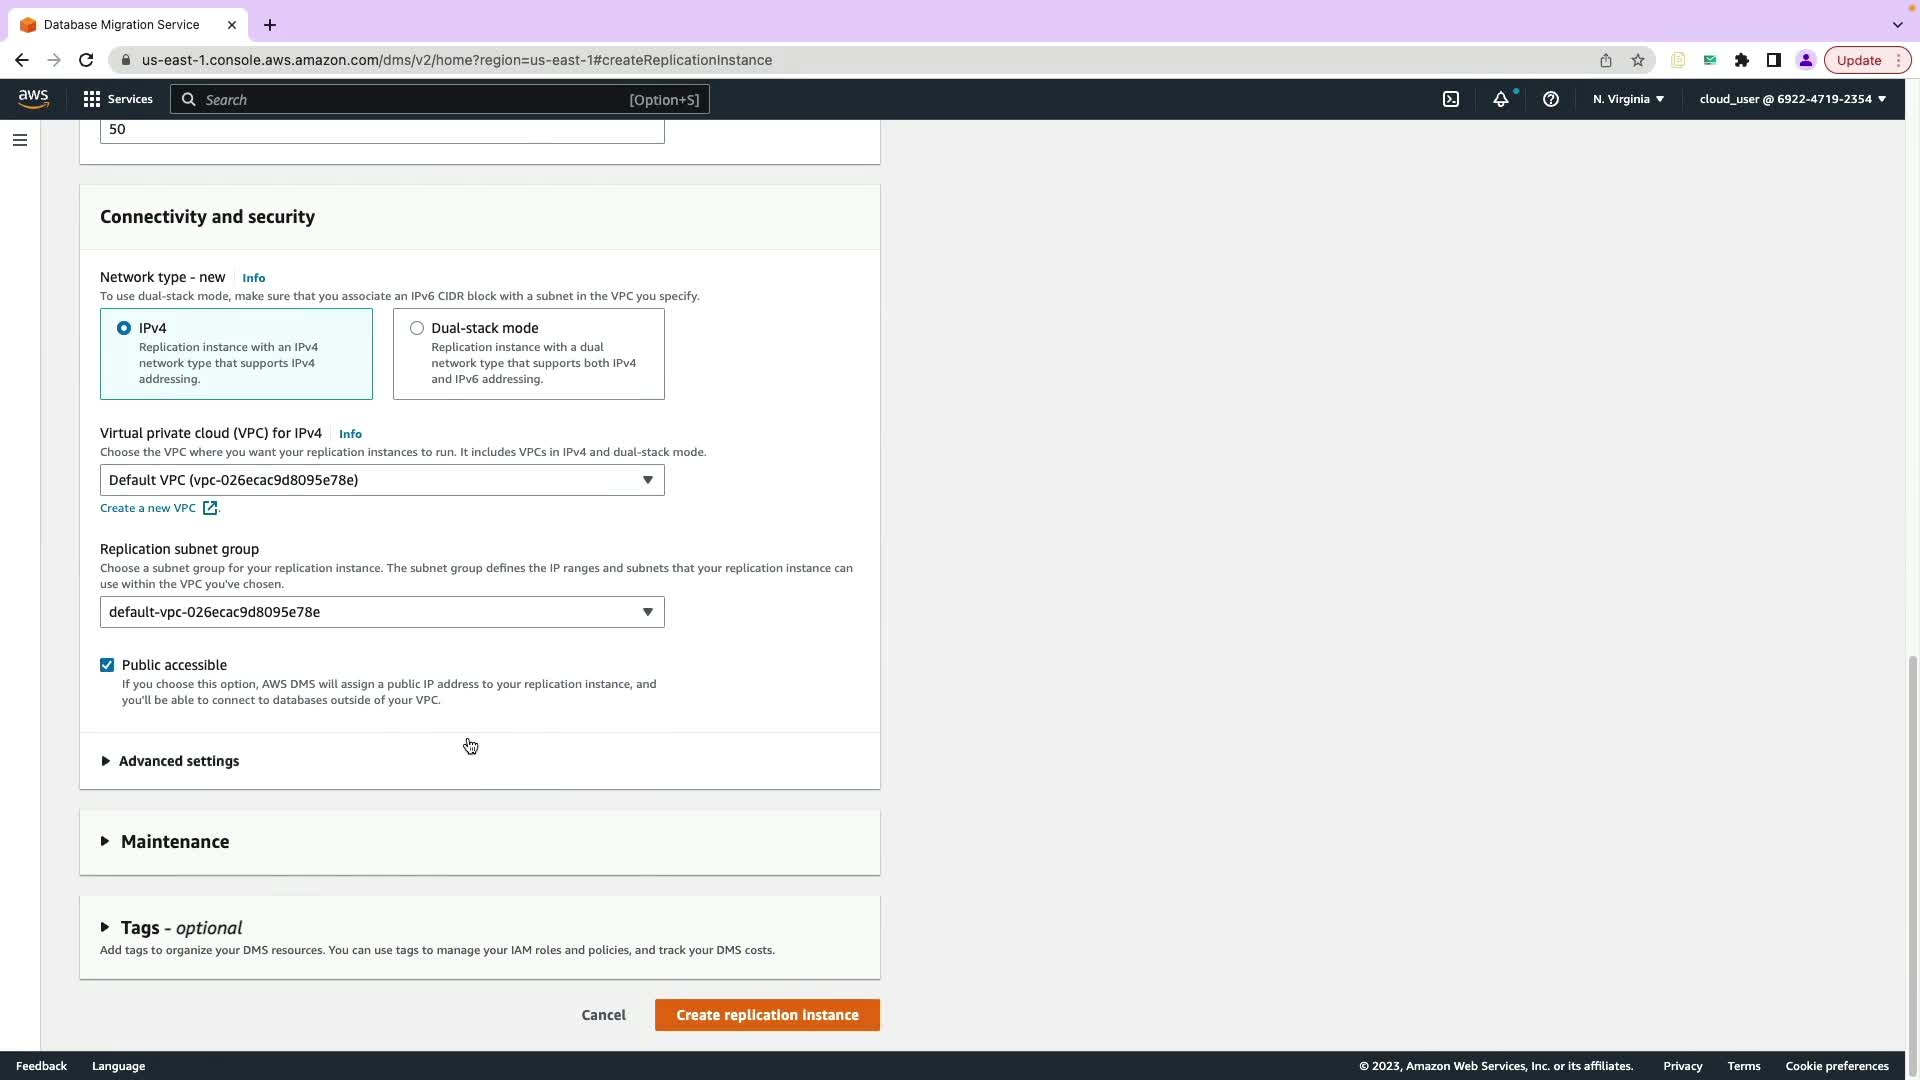 Database Migration Service
us-east-1.console.aws.amazon.com/dms/v2/home?region=us-east-1#createReplicationInstance
Update
aws
Services
Search
[Option+S]
N. Virginia
cloud_user @ 6922-4719-2354
50
Connectivity and security
Network type - new
Info
To use dual-stack mode, make sure that you associate an IPv6 CIDR block with a subnet in the VPC you specify.
IPv4
Replication instance with an IPv4
network type that supports IPv4
addressing.
Dual-stack mode
Replication instance with a dual
network type that supports both IPv4
and IPv6 addressing.
Virtual private cloud (VPC) for IPv4
Info
Choose the VPC where you want your replication instances to run. It includes VPCs in IPv4 and dual-stack mode.
Default VPC (vpc-026ecac9d8095e78e)
Create a new VPC .
Replication subnet group
Choose a subnet group for your replication instance. The subnet group defines the IP ranges and subnets that your replication instance can
use within the VPC you've chosen.
default-vpc-026ecac9d8095e78e
Public accessible
If you choose this option, AWS DMS will assign a public IP address to your replication instance, and
you'll be able to connect to databases outside of your VPC.
Advanced settings
Maintenance
Tags - optional
Add tags to organize your DMS resources. You can use tags to manage your IAM roles and policies, and track your DMS costs.
Cancel
Create replication instance
Feedback
Language
© 2023, Amazon Web Services, Inc. or its affiliates.
Privacy
Terms
Cookie preferences